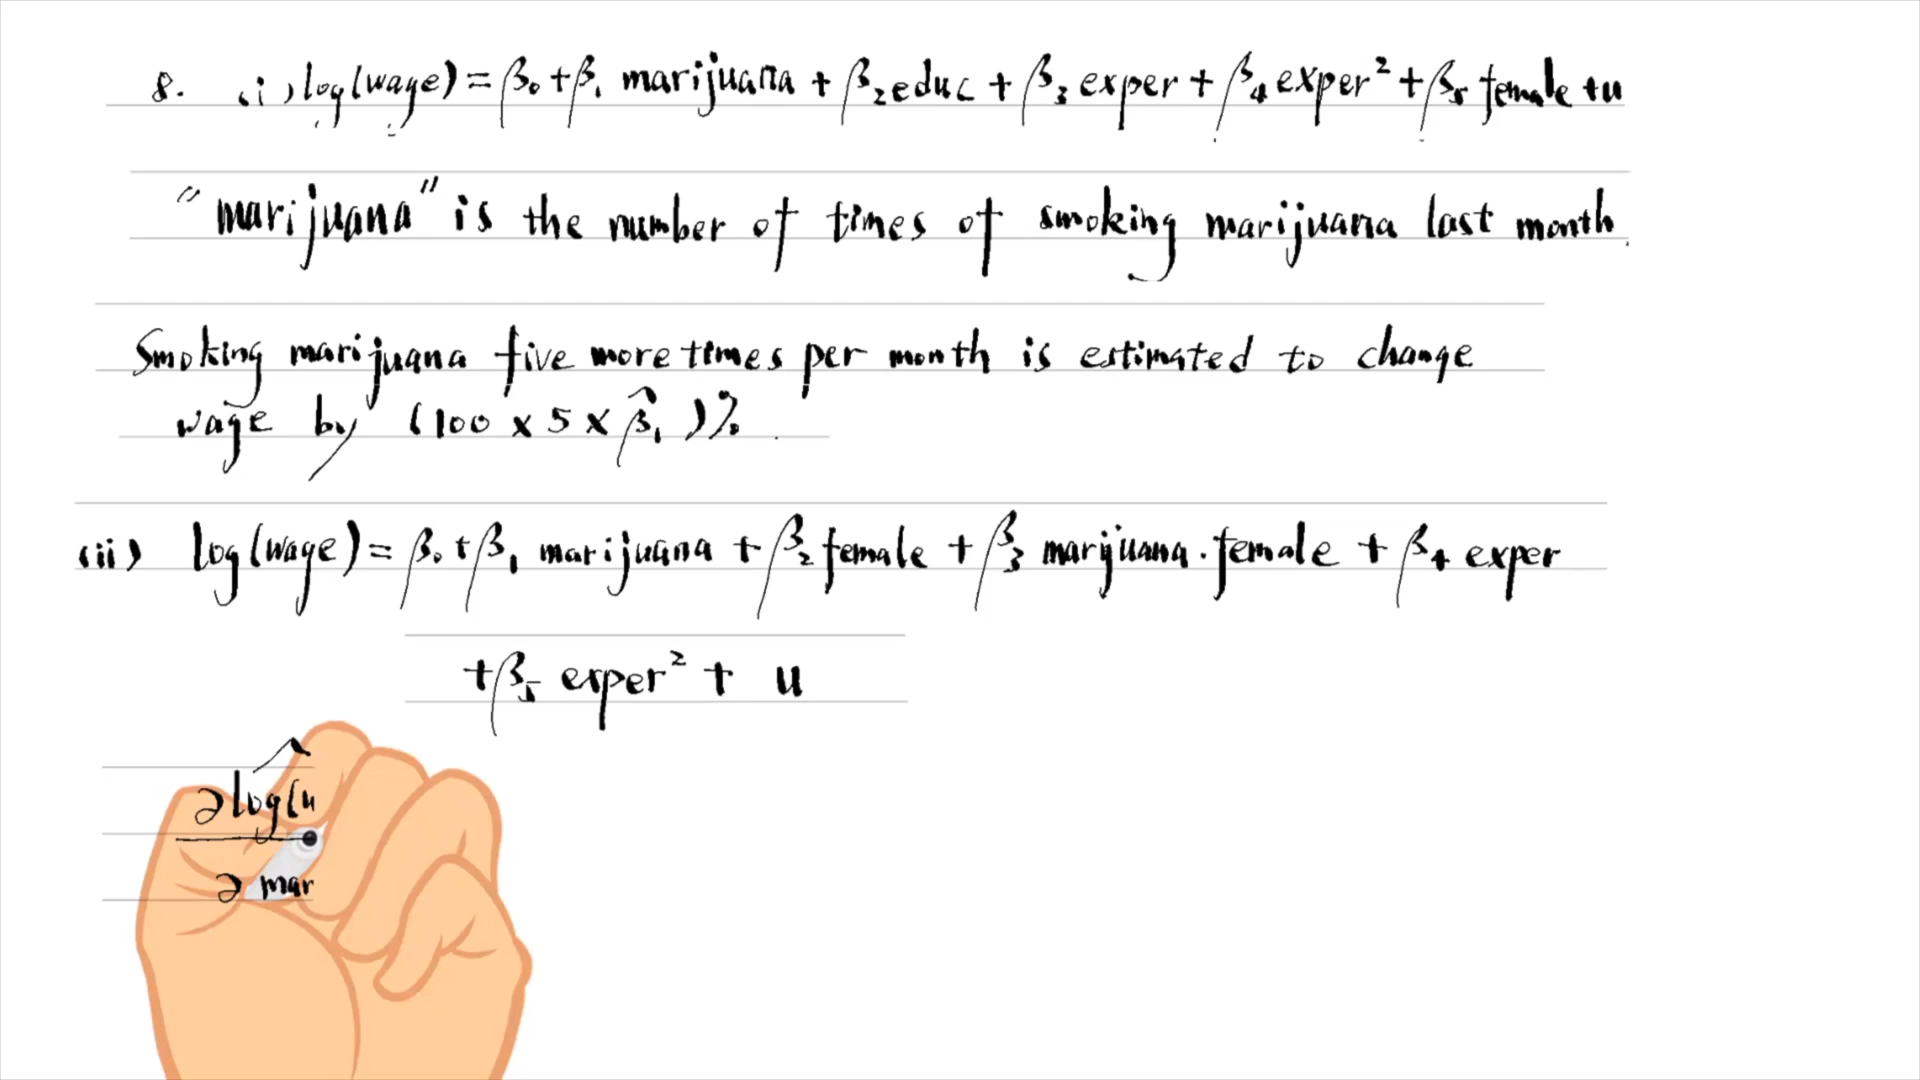 8. (i) log(wage) = β₀ + β₁ marijuana + β₂ educ + β₃ exper + β₄ exper² + β₅ female + u
"marijuana" is the number of times of smoking marijuana last month.
Smoking marijuana five more times per month is estimated to change
wage by (100 x 5 x β̂₁)%.
(ii) log(wage) = β₀ + β₁ marijuana + β₂ female + β₃ marijuana · female + β₄ exper
+ β₅ exper² + u
∂log(
∂ mar